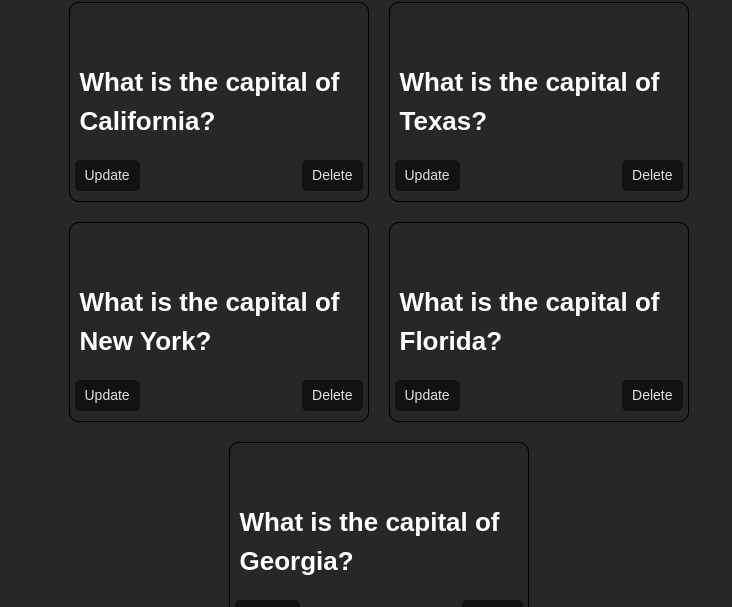 What is the capital of
California?
Update
Delete
What is the capital of
Texas?
Update
Delete
What is the capital of
New York?
Update
Delete
What is the capital of
Florida?
Update
Delete
What is the capital of
Georgia?